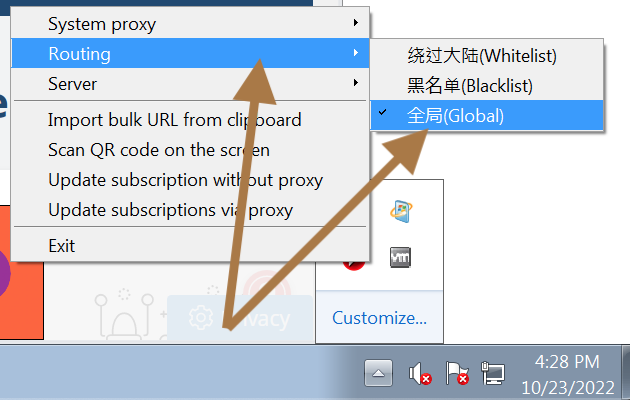 System proxy
Routing
Server
Import bulk URL from clipboard
Scan QR code on the screen
Update subscription without proxy
Update subscriptions via proxy
Exit
绕过大陆(Whitelist)
黑名单(Blacklist)
全局(Global)
Customize...
4:28 PM
10/23/2022